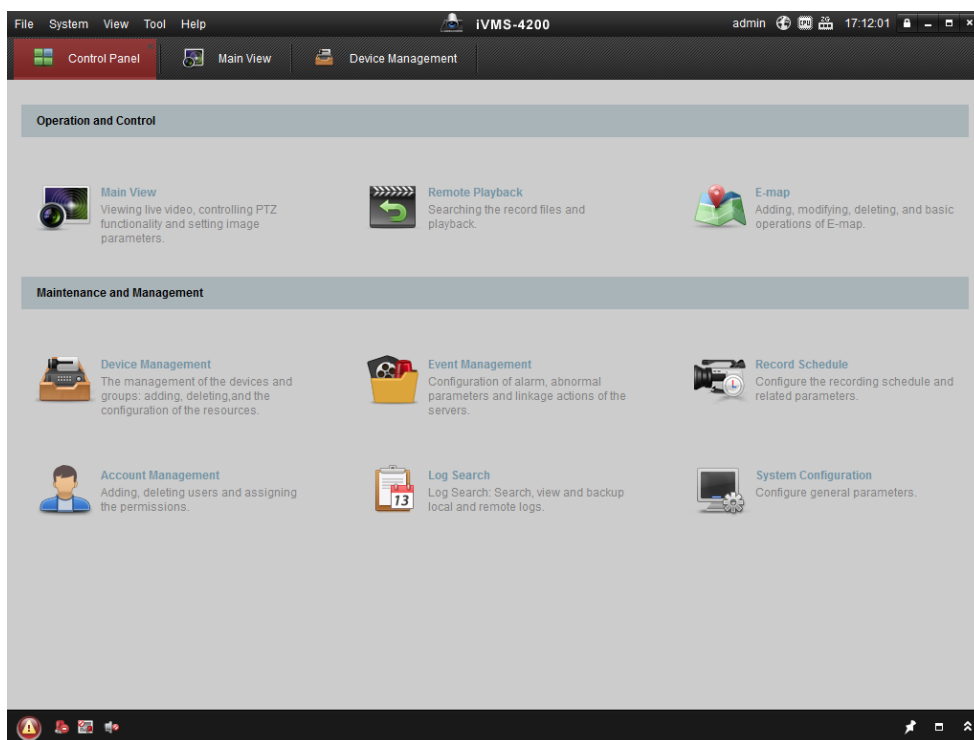 File System View Tool Help iVMS-4200 admin 17:12:01
Control Panel Main View Device Management
Operation and Control
Main View
Viewing live video, controlling PTZ
functionality and setting image
parameters.
Remote Playback
Searching the record files and
playback.
E-map
Adding, modifying, deleting, and basic
operations of E-map.
Maintenance and Management
Device Management
The management of the devices and
groups: adding, deleting,and the
configuration of the resources.
Event Management
Configuration of alarm, abnormal
parameters and linkage actions of the
servers.
Record Schedule
Configure the recording schedule and
related parameters.
Account Management
Adding, deleting users and assigning
the permissions.
13
Log Search
Log Search: Search, view and backup
local and remote logs.
System Configuration
Configure general parameters.